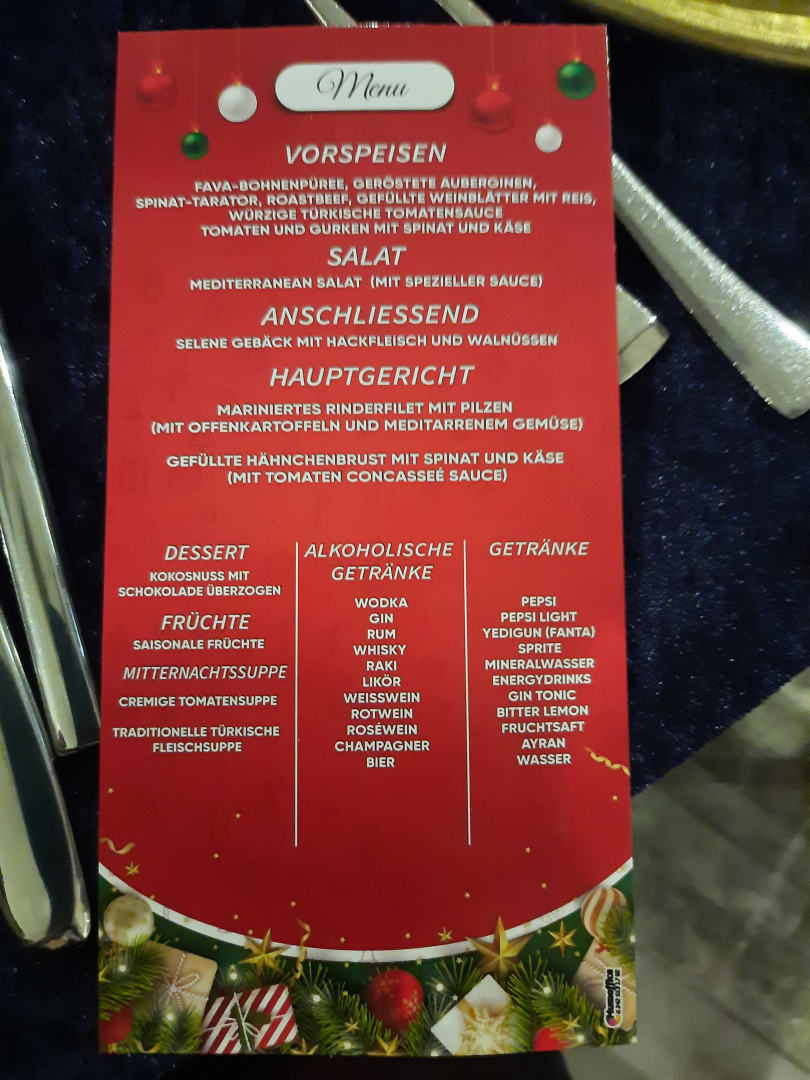 Menu
VORSPEISEN
FAVA-BOHNENPÜREE, GERÖSTETE AUBERGINEN,
SPINAT-TARATOR, ROASTBEEF, GEFÜLLTE WEINBLÄTTER MIT REIS,
WÜRZIGE TÜRKISCHE TOMATENSAUCE
TOMATEN UND GURKEN MIT SPINAT UND KÄSE
SALAT
MEDITERRANEAN SALAT (MIT SPEZIELLER SAUCE)
ANSCHLIESSEND
SELENE GEBÄCK MIT HACKFLEISCH UND WALNÜSSEN
HAUPTGERICHT
MARINIERTES RINDERFILET MIT PILZEN
(MIT OFFENKARTOFFELN UND MEDITARRENEM GEMÜSE)
GEFÜLLTE HÄHNCHENBRUST MIT SPINAT UND KÄSE
(MIT TOMATEN CONCASSEÉ SAUCE)
DESSERT
KOKOSNUSS MIT
SCHOKOLADE ÜBERZOGEN
FRÜCHTE
SAISONALE FRÜCHTE
MITTERNACHTSSUPPE
CREMIGE TOMATENSUPPE
TRADITIONELLE TÜRKISCHE
FLEISCHSUPPE
ALKOHOLISCHE
GETRÄNKE
WODKA
GIN
RUM
WHISKY
RAKI
LIKÖR
WEISSWEIN
ROTWEIN
ROSÉWEIN
CHAMPAGNER
BIER
GETRÄNKE
PEPSI
PEPSI LIGHT
YEDIGUN (FANTA)
SPRITE
MINERALWASSER
ENERGYDRINKS
GIN TONIC
BITTER LEMON
FRUCHTSAFT
AYRAN
WASSER